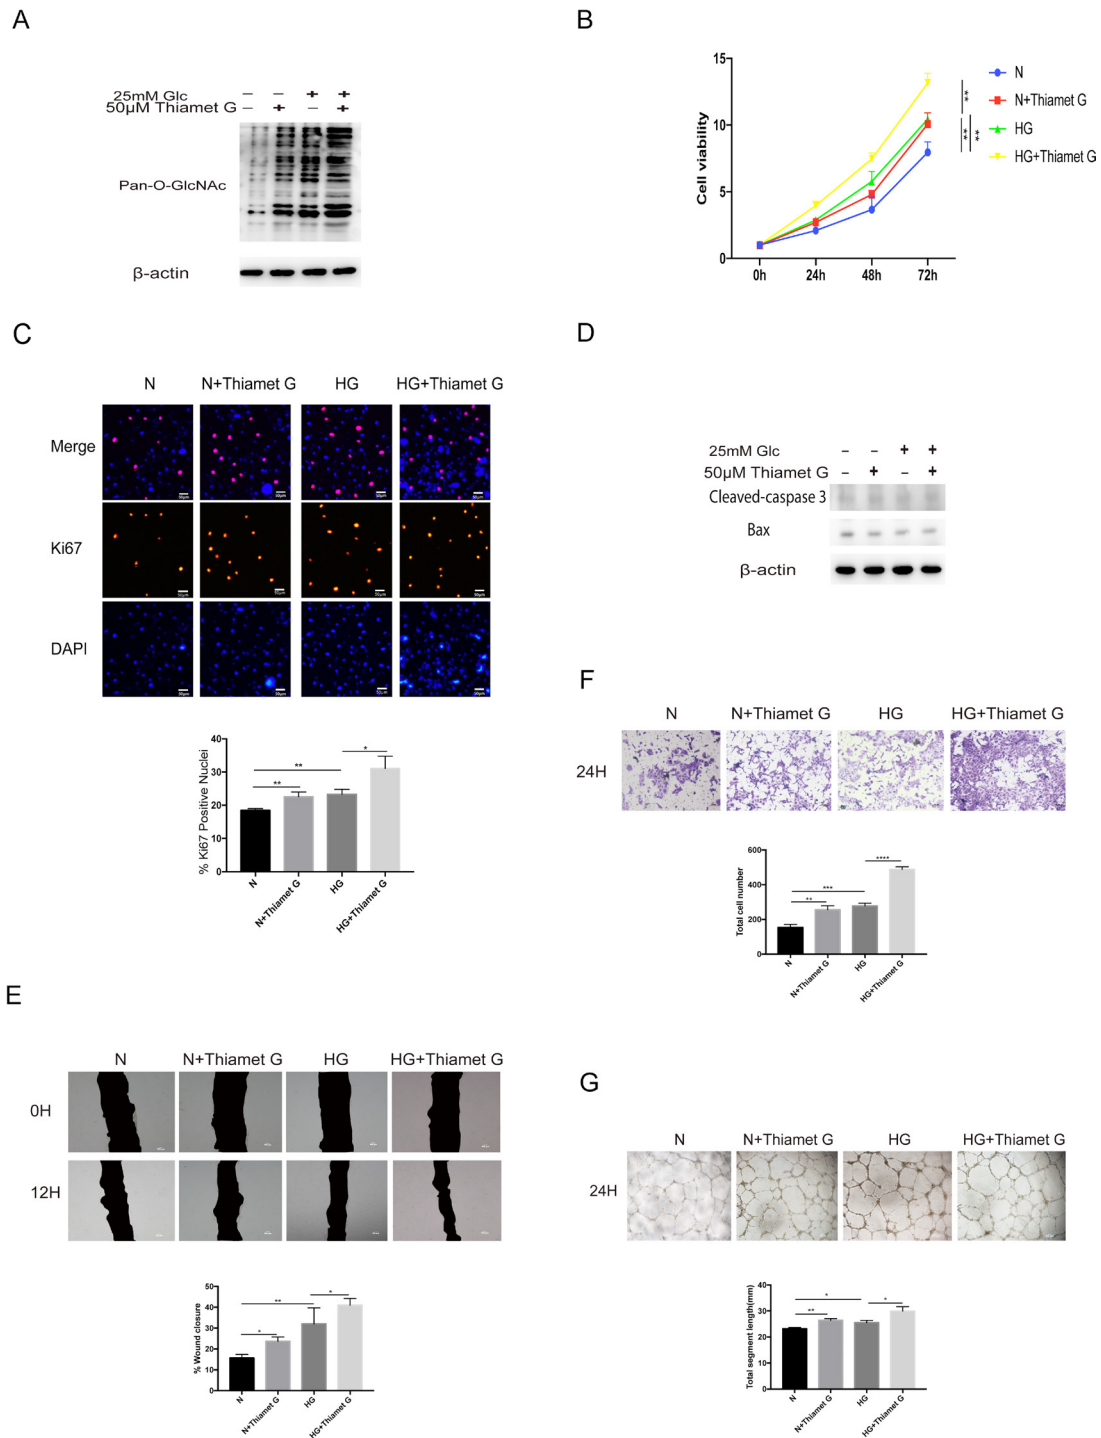 A
25mM Glc – – + +
50μM Thiamet G – + – +
Pan-O-GlcNAc
β-actin
B
Cell viability
15
10
5
0
0h 24h 48h 72h
N
N+Thiamet G
HG
HG+Thiamet G
**
**
**
C
N N+Thiamet G HG HG+Thiamet G
Merge
Ki67
DAPI
50μm
% Ki67 Positive Nuclei
40
30
20
10
0
**
**
*
N N+Thiamet G HG HG+Thiamet G
D
25mM Glc – – + +
50μM Thiamet G – + – +
Cleaved-caspase 3
Bax
β-actin
F
N N+Thiamet G HG HG+Thiamet G
24H
Total cell number
600
400
200
0
****
***
**
N N+Thiamet G HG HG+Thiamet G
E
N N+Thiamet G HG HG+Thiamet G
0H
12H
% Wound closure
50
40
30
20
10
0
**
*
*
N N+Thiamet G HG HG+Thiamet G
G
N N+Thiamet G HG HG+Thiamet G
24H
Total segment length(mm)
40
30
20
10
0
*
**
*
N N+Thiamet G HG HG+Thiamet G